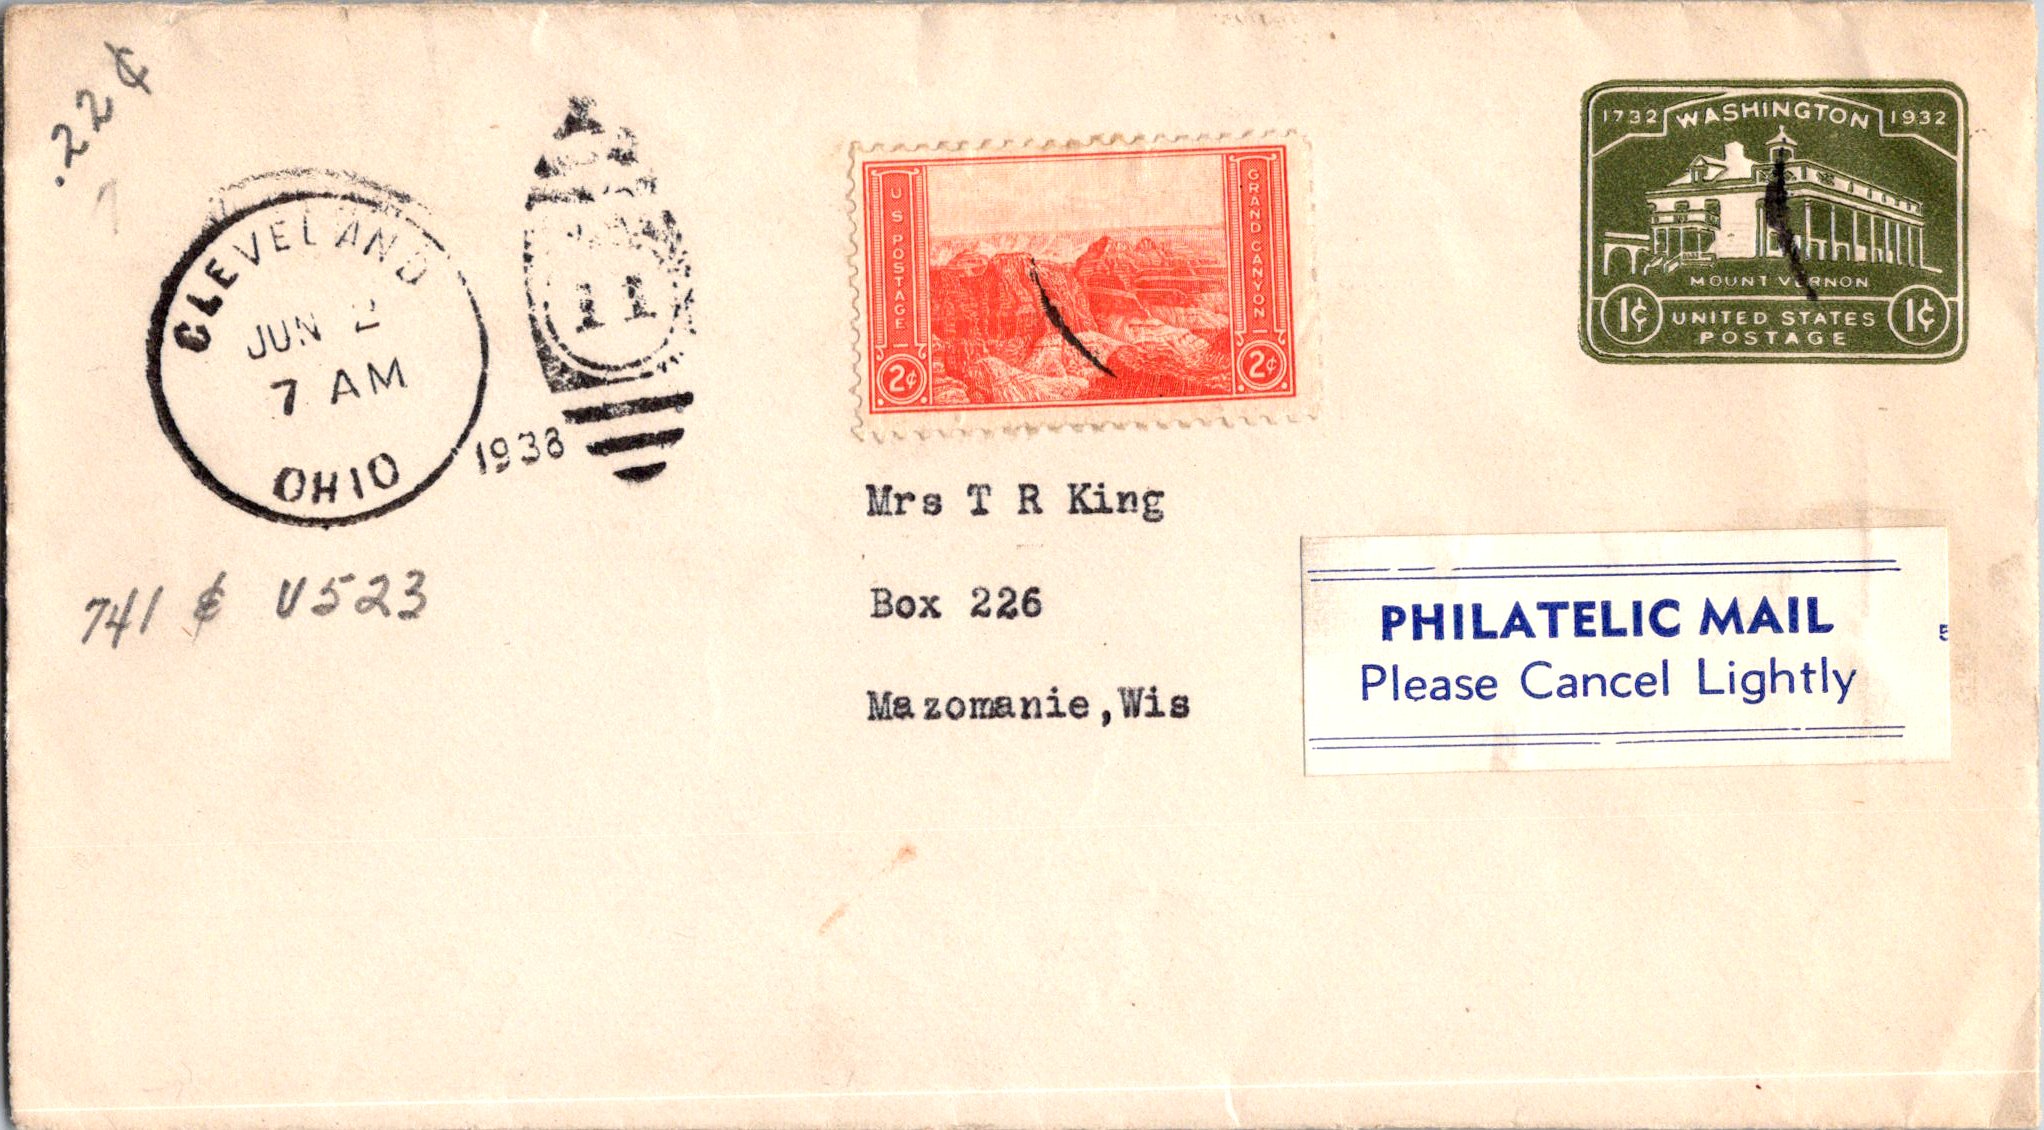 .22 ¢
CLEVELAND
JUN 2
7 AM
OHIO
1938
11
U S POSTAGE
GRAND CANYON
2¢
2¢
1732 WASHINGTON 1932
MOUNT VERNON
1¢ UNITED STATES 1¢
POSTAGE
Mrs T R King
Box 226
Mazomanie,Wis
741 ¢ U523
PHILATELIC MAIL
Please Cancel Lightly